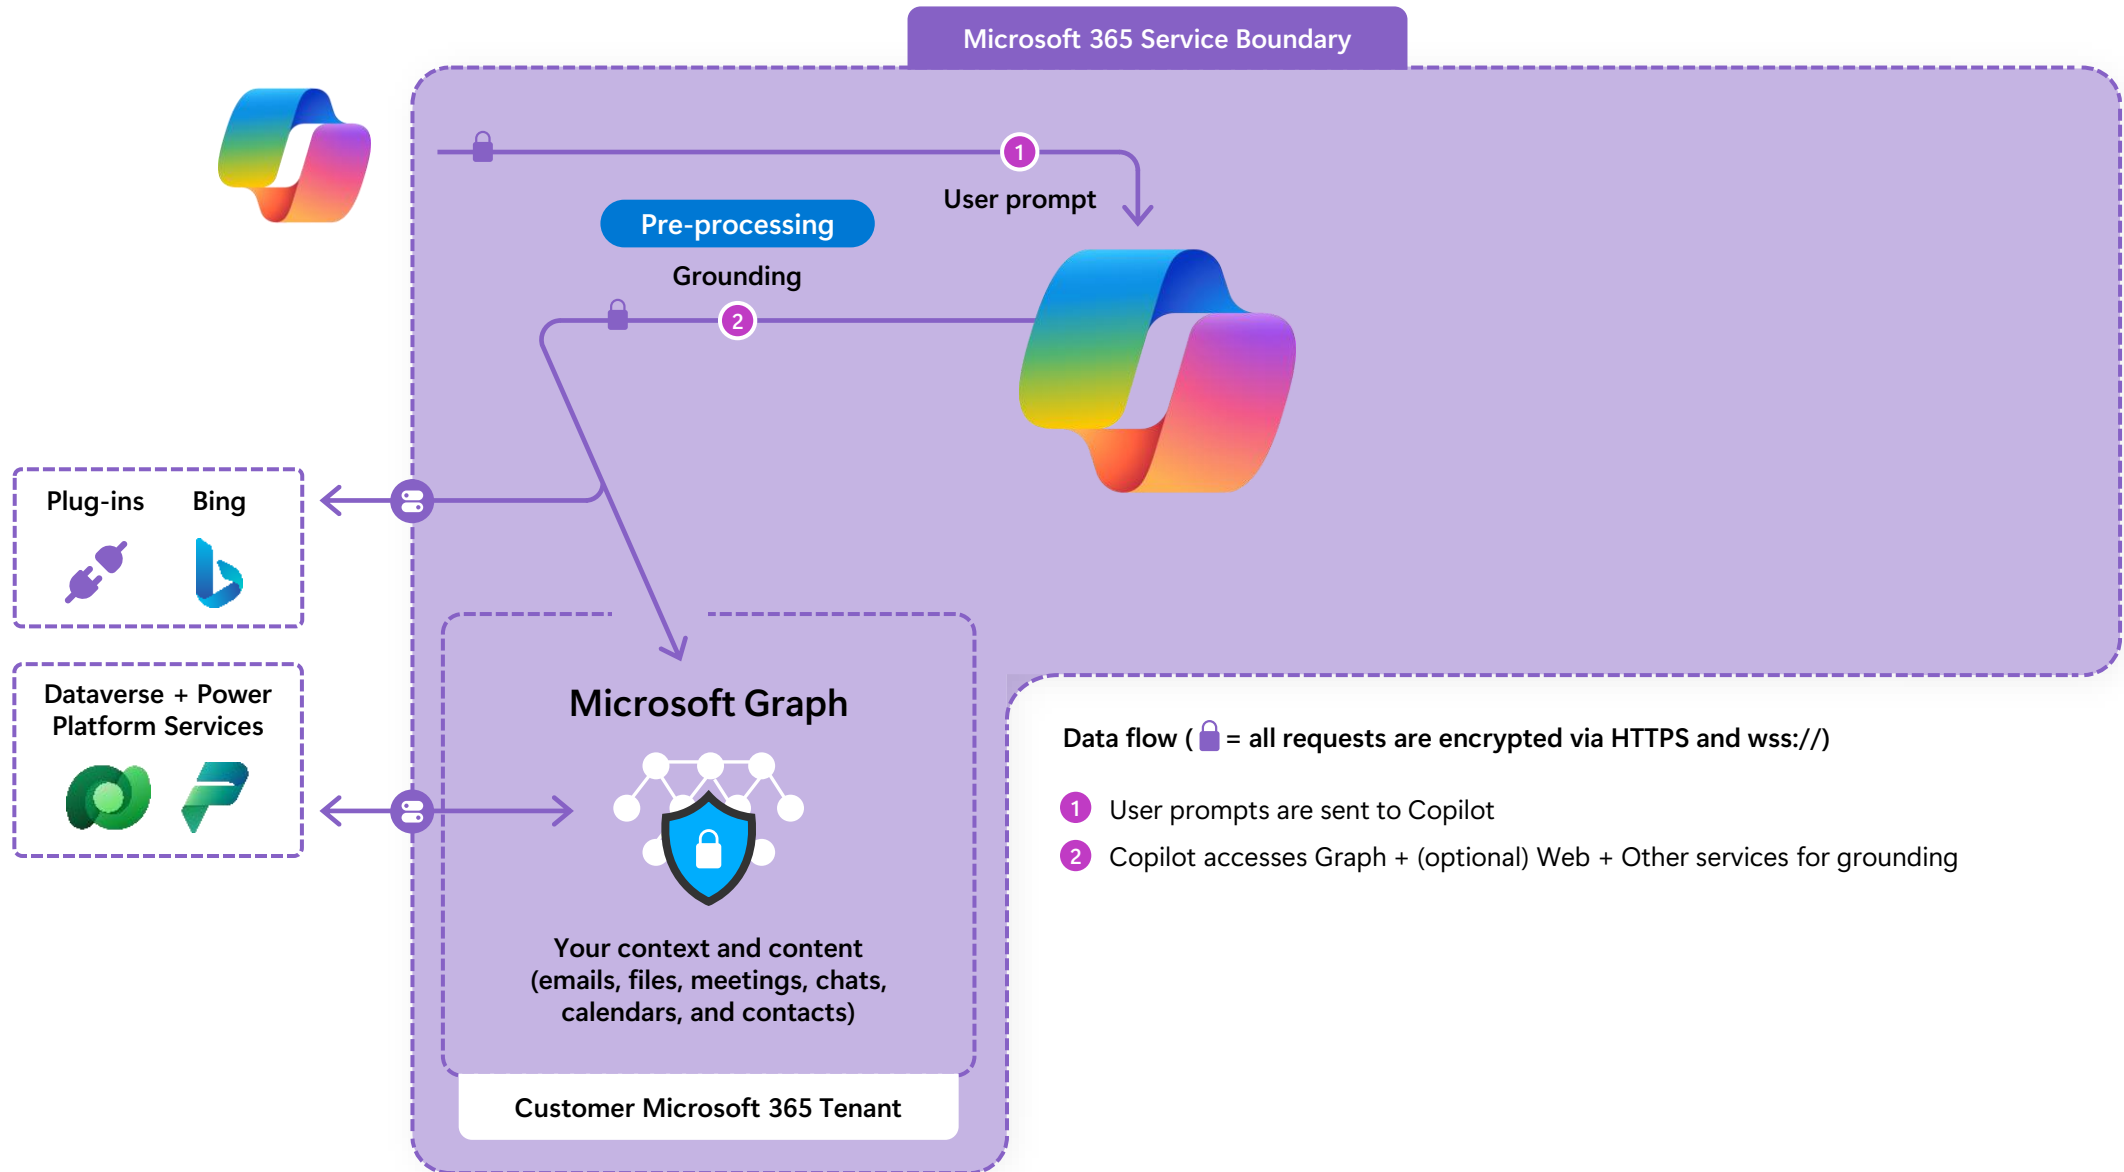 Microsoft 365 Service Boundary
1
User prompt
Pre-processing
Grounding
2
Plug-ins
Bing
Dataverse + Power
Platform Services
Microsoft Graph
Your context and content
(emails, files, meetings, chats,
calendars, and contacts)
Customer Microsoft 365 Tenant
Data flow ( = all requests are encrypted via HTTPS and wss://)
1 User prompts are sent to Copilot
2 Copilot accesses Graph + (optional) Web + Other services for grounding